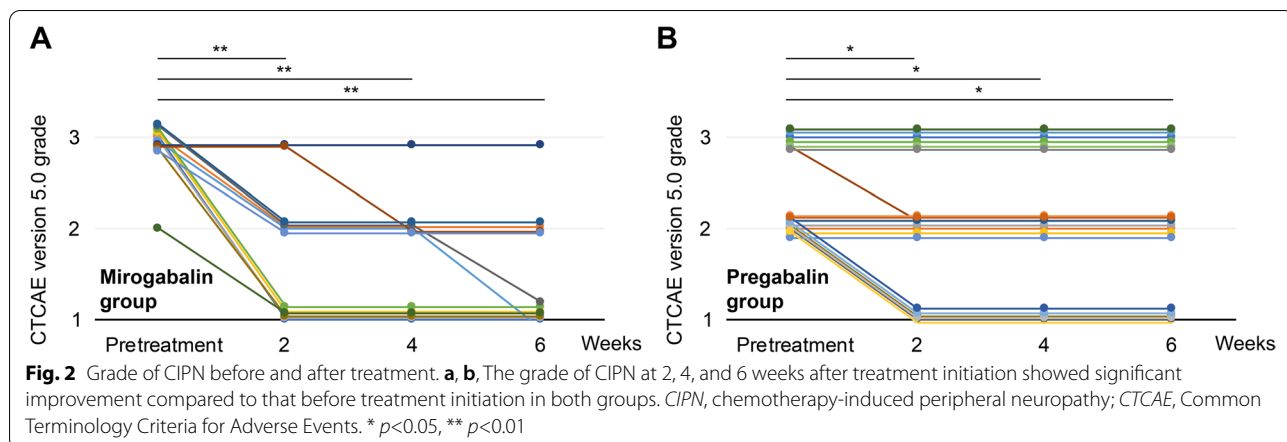 A
**
**
**
CTCAE version 5.0 grade
3
2
1
Mirogabalin
group
Pretreatment 2 4 6 Weeks
B
*
*
*
CTCAE version 5.0 grade
3
2
1
Pregabalin
group
Pretreatment 2 4 6 Weeks
Fig. 2 Grade of CIPN before and after treatment. a, b, The grade of CIPN at 2, 4, and 6 weeks after treatment initiation showed significant
improvement compared to that before treatment initiation in both groups. CIPN, chemotherapy-induced peripheral neuropathy; CTCAE, Common
Terminology Criteria for Adverse Events. * p<0.05, ** p<0.01